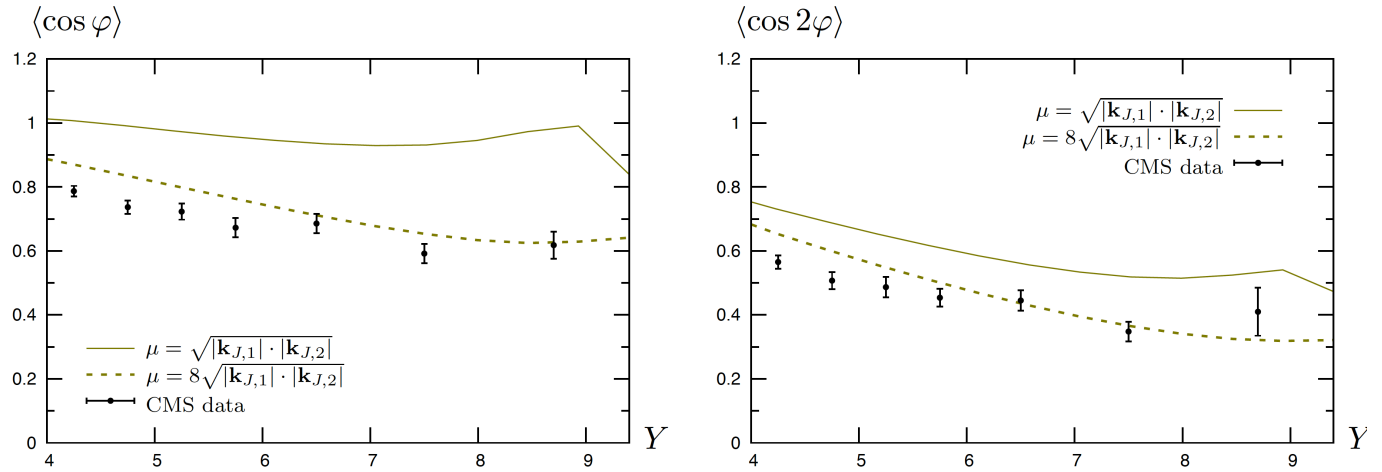 ⟨cos φ⟩
1.2
1
0.8
0.6
0.4
0.2
0
μ = √|k_{J,1}| · |k_{J,2}|
μ = 8√|k_{J,1}| · |k_{J,2}|
CMS data
4 5 6 7 8 9
Y
⟨cos 2φ⟩
1.2
1
0.8
0.6
0.4
0.2
0
μ = √|k_{J,1}| · |k_{J,2}|
μ = 8√|k_{J,1}| · |k_{J,2}|
CMS data
4 5 6 7 8 9
Y